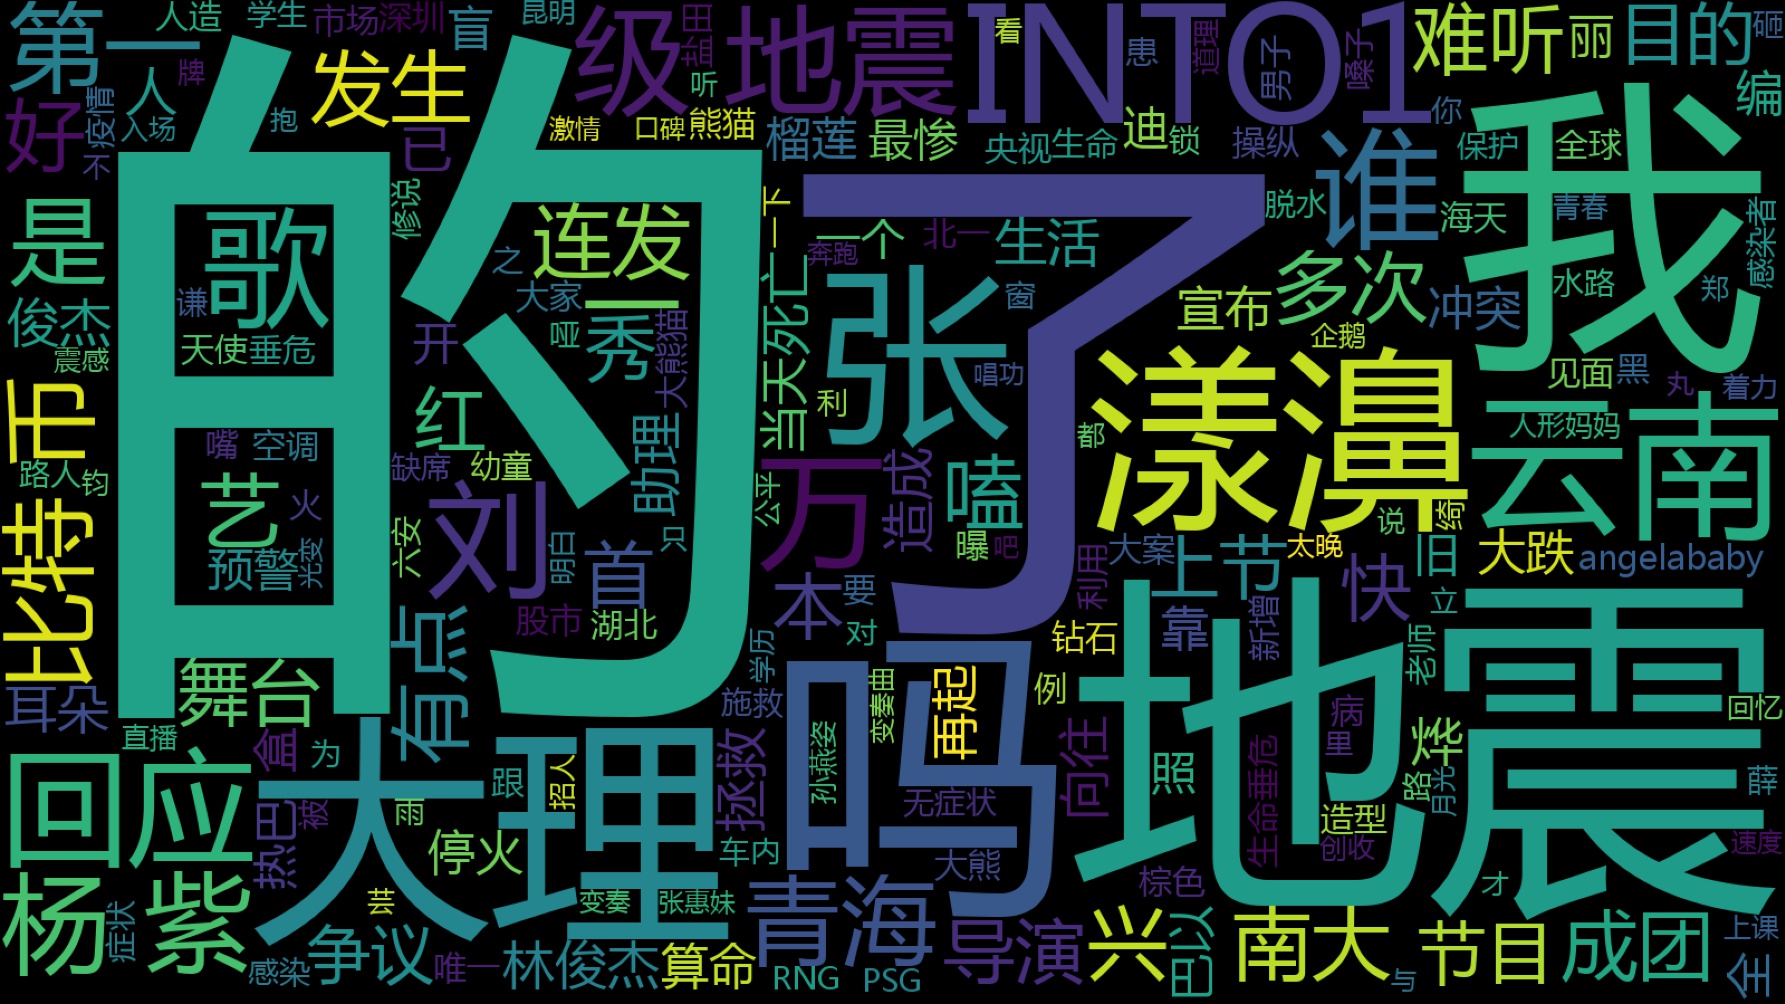 第一
人造
学生
市场
深圳
盲
昆明
级
盐田
地震
INTO1
看
患
道理
男子
嗓子
难听
丽
目的
砸
好
疫情
人
牌
入场
不
抱
发生
已
激情
口碑
听
熊猫
榴莲
最惨
央视
生命
迪
锁
操纵
你
保护
全球
编
的
了
我
谁
是
歌
修说
连发
之
一下
一个
奔跑
北一
生活
脱水
海天
青春
感染者
俊杰
谦
大家
开
哑
一
秀
大熊猫
当天死亡
张
窗
宣布
多次
冲突
水路
郑
震感
天使
垂危
企鹅
漾濞
见面
黑
丸
着力
比特币
红
助理
利
唱功
都
云南
人形妈妈
路人
钧
嘴
空调
缺席
幼童
刘
公平
万
造成
嗑
说
绮
艺
火
预警
光燮
六安
明白
只
首
曝
吧
大案
上节
太晚
快
旧
大跌
angelababy
股市
湖北
本
要
对
利用
靠
新增
立
有点
学历
钻石
老师
地震
耳朵
舞台
直播
施救
变奏曲
吗
再起
例
回忆
回应
盒
为
大理
跟
招人
拯救
孙燕姿
无症状
向往
照
病里
生命垂危
烨
路
月光
薛
热巴
被
雨
停火
车内
大熊
造型
创收
速度
杨紫
症状
芸
变奏
张惠妹
青海
棕色
才
感染
争议
唯一
林俊杰
算命
RNG
PSG
导演
兴
巴以
南大
节目
与
成团
上课
全